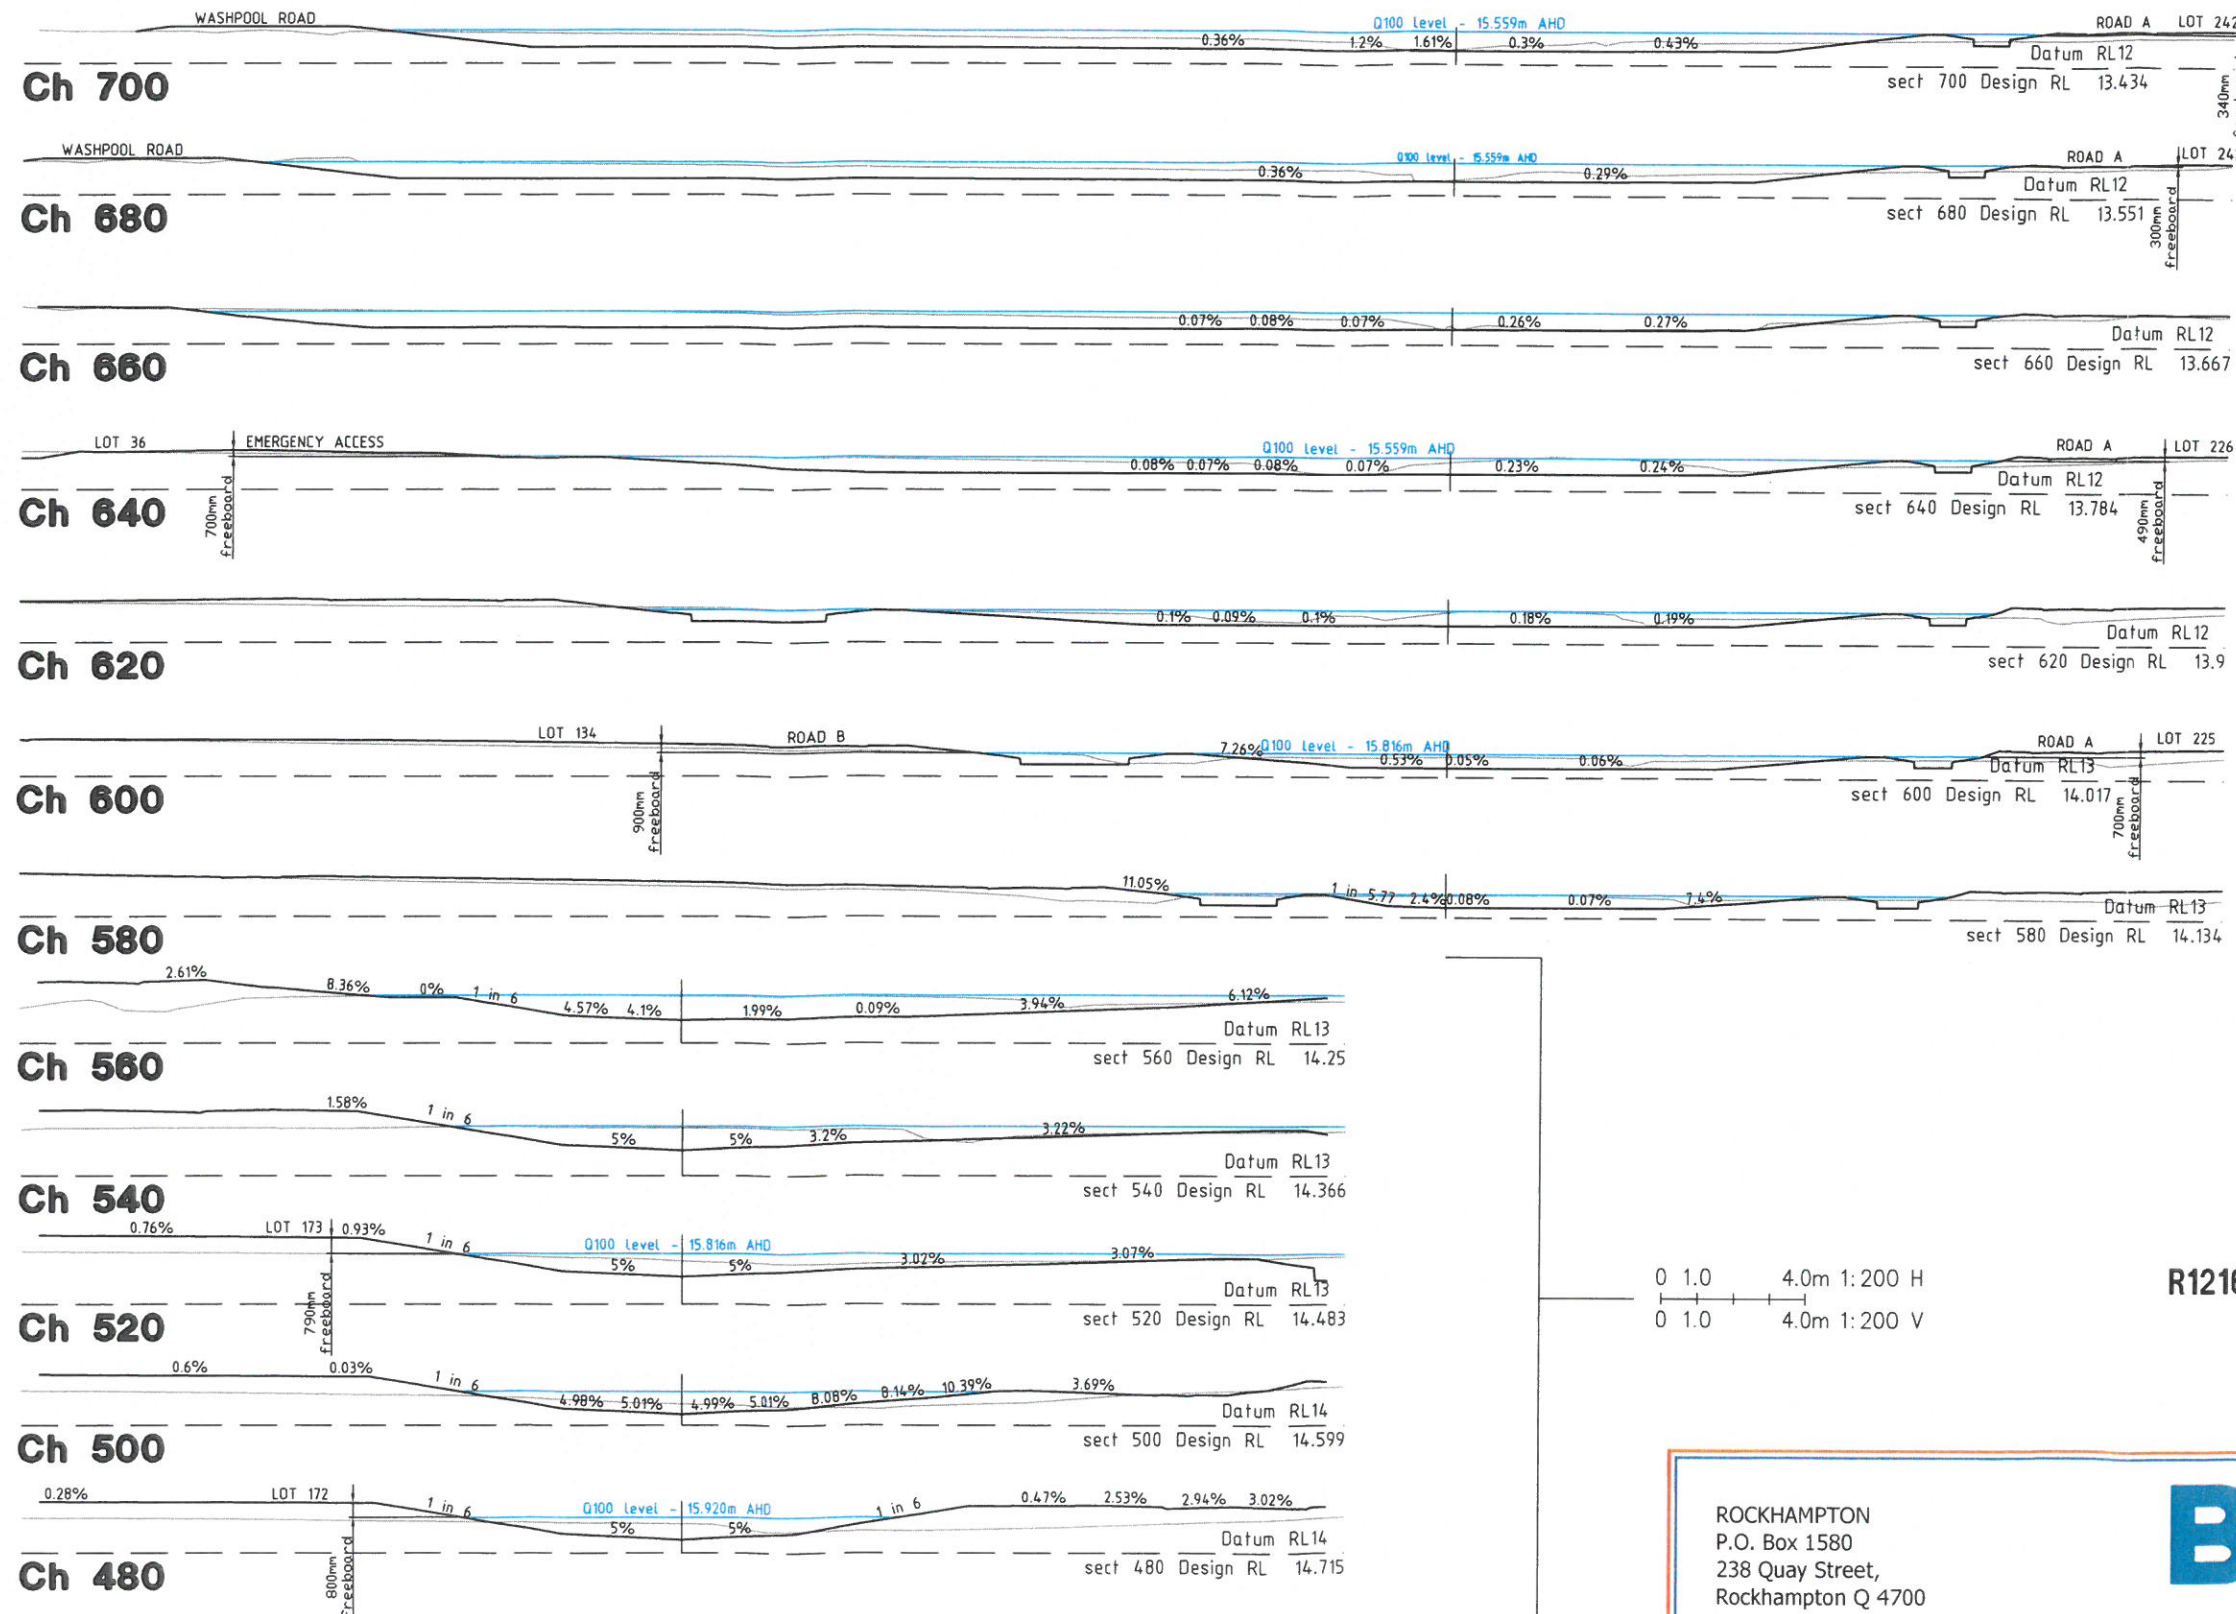 WASHPOOL ROAD
Q100 level - 15.559m AHD
ROAD A LOT 242
0.36% 1.2% 1.61% 0.3% 0.43%
Datum RL12
Ch 700
sect 700 Design RL 13.434
340mm
WASHPOOL ROAD
Q100 level - 15.559m AHD
ROAD A LOT 24
0.36% 0.29%
Datum RL12
Ch 680
sect 680 Design RL 13.551
300mm
freeboard
0.07% 0.08% 0.07% 0.26% 0.27%
Datum RL12
Ch 660
sect 660 Design RL 13.667
LOT 36 EMERGENCY ACCESS
Q100 level - 15.559m AHD
ROAD A LOT 226
0.08% 0.07% 0.08% 0.07% 0.23% 0.24%
Datum RL12
Ch 640
sect 640 Design RL 13.784
700mm
freeboard
490mm
freeboard
0.1% 0.09% 0.1% 0.18% 0.19%
Datum RL12
Ch 620
sect 620 Design RL 13.9
LOT 134 ROAD B
7.26% Q100 level - 15.816m AHD
ROAD A LOT 225
0.53% 0.05% 0.06%
Datum RL13
Ch 600
sect 600 Design RL 14.017
900mm
freeboard
700mm
freeboard
11.05% 1 in 5.77 2.4% 0.08% 0.07% 7.4%
Datum RL13
Ch 580
sect 580 Design RL 14.134
2.61% 8.36% 0% 1 in 6 4.57% 4.1% 1.99% 0.09% 3.94% 6.12%
Datum RL13
Ch 560
sect 560 Design RL 14.25
1.58% 1 in 6 5% 5% 3.2% 3.22%
Datum RL13
Ch 540
sect 540 Design RL 14.366
0.76% LOT 173 0.93% 1 in 6
Q100 level - 15.816m AHD
5% 5% 3.02% 3.07%
Datum RL13
Ch 520
sect 520 Design RL 14.483
790mm
freeboard
0.6% 0.03% 1 in 6 4.98% 5.01% 4.99% 5.01% 8.08% 8.14% 10.39% 3.69%
Datum RL14
Ch 500
sect 500 Design RL 14.599
0.28% LOT 172 1 in 6
Q100 level - 15.920m AHD
1 in 6 0.47% 2.53% 2.94% 3.02%
5% 5%
Datum RL14
Ch 480
sect 480 Design RL 14.715
800mm
freeboard
0 1.0 4.0m 1:200 H
0 1.0 4.0m 1:200 V
R1216
ROCKHAMPTON
P.O. Box 1580
238 Quay Street,
Rockhampton Q 4700
B